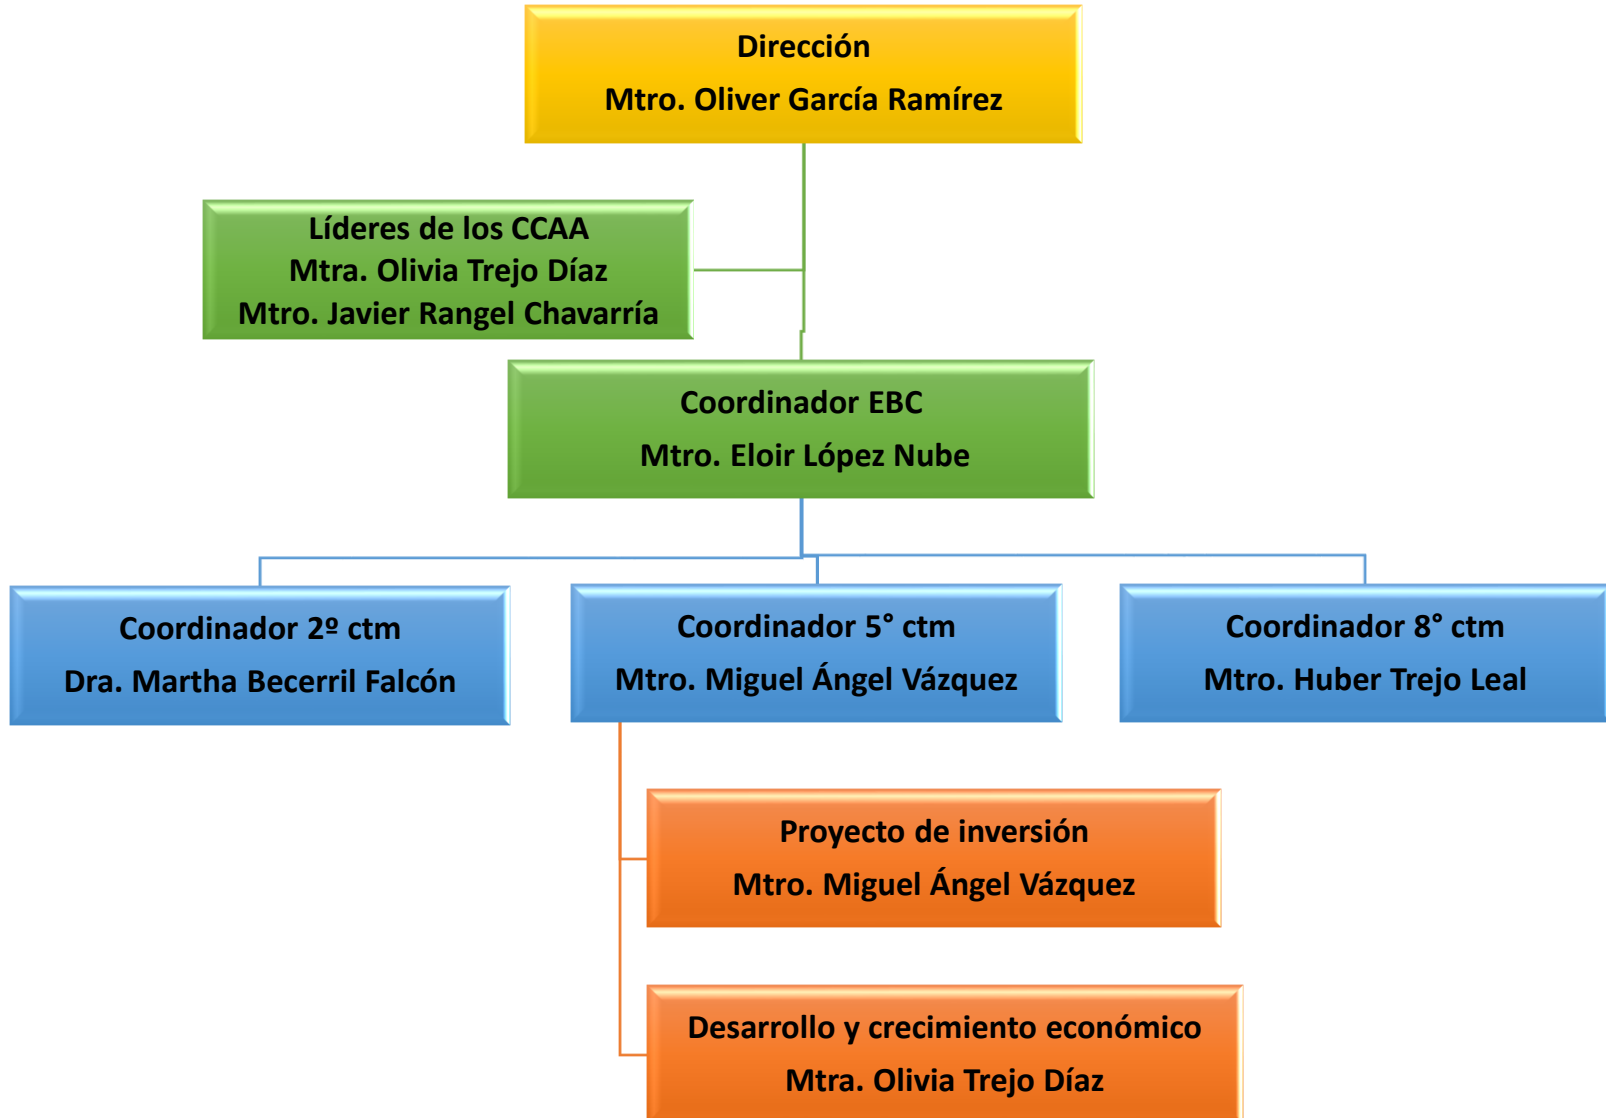 Dirección
Mtro. Oliver García Ramírez
Líderes de los CCAA
Mtra. Olivia Trejo Díaz
Mtro. Javier Rangel Chavarría
Coordinador EBC
Mtro. Eloir López Nube
Coordinador 2º ctm
Dra. Martha Becerril Falcón
Coordinador 5° ctm
Mtro. Miguel Ángel Vázquez
Coordinador 8° ctm
Mtro. Huber Trejo Leal
Proyecto de inversión
Mtro. Miguel Ángel Vázquez
Desarrollo y crecimiento económico
Mtra. Olivia Trejo Díaz